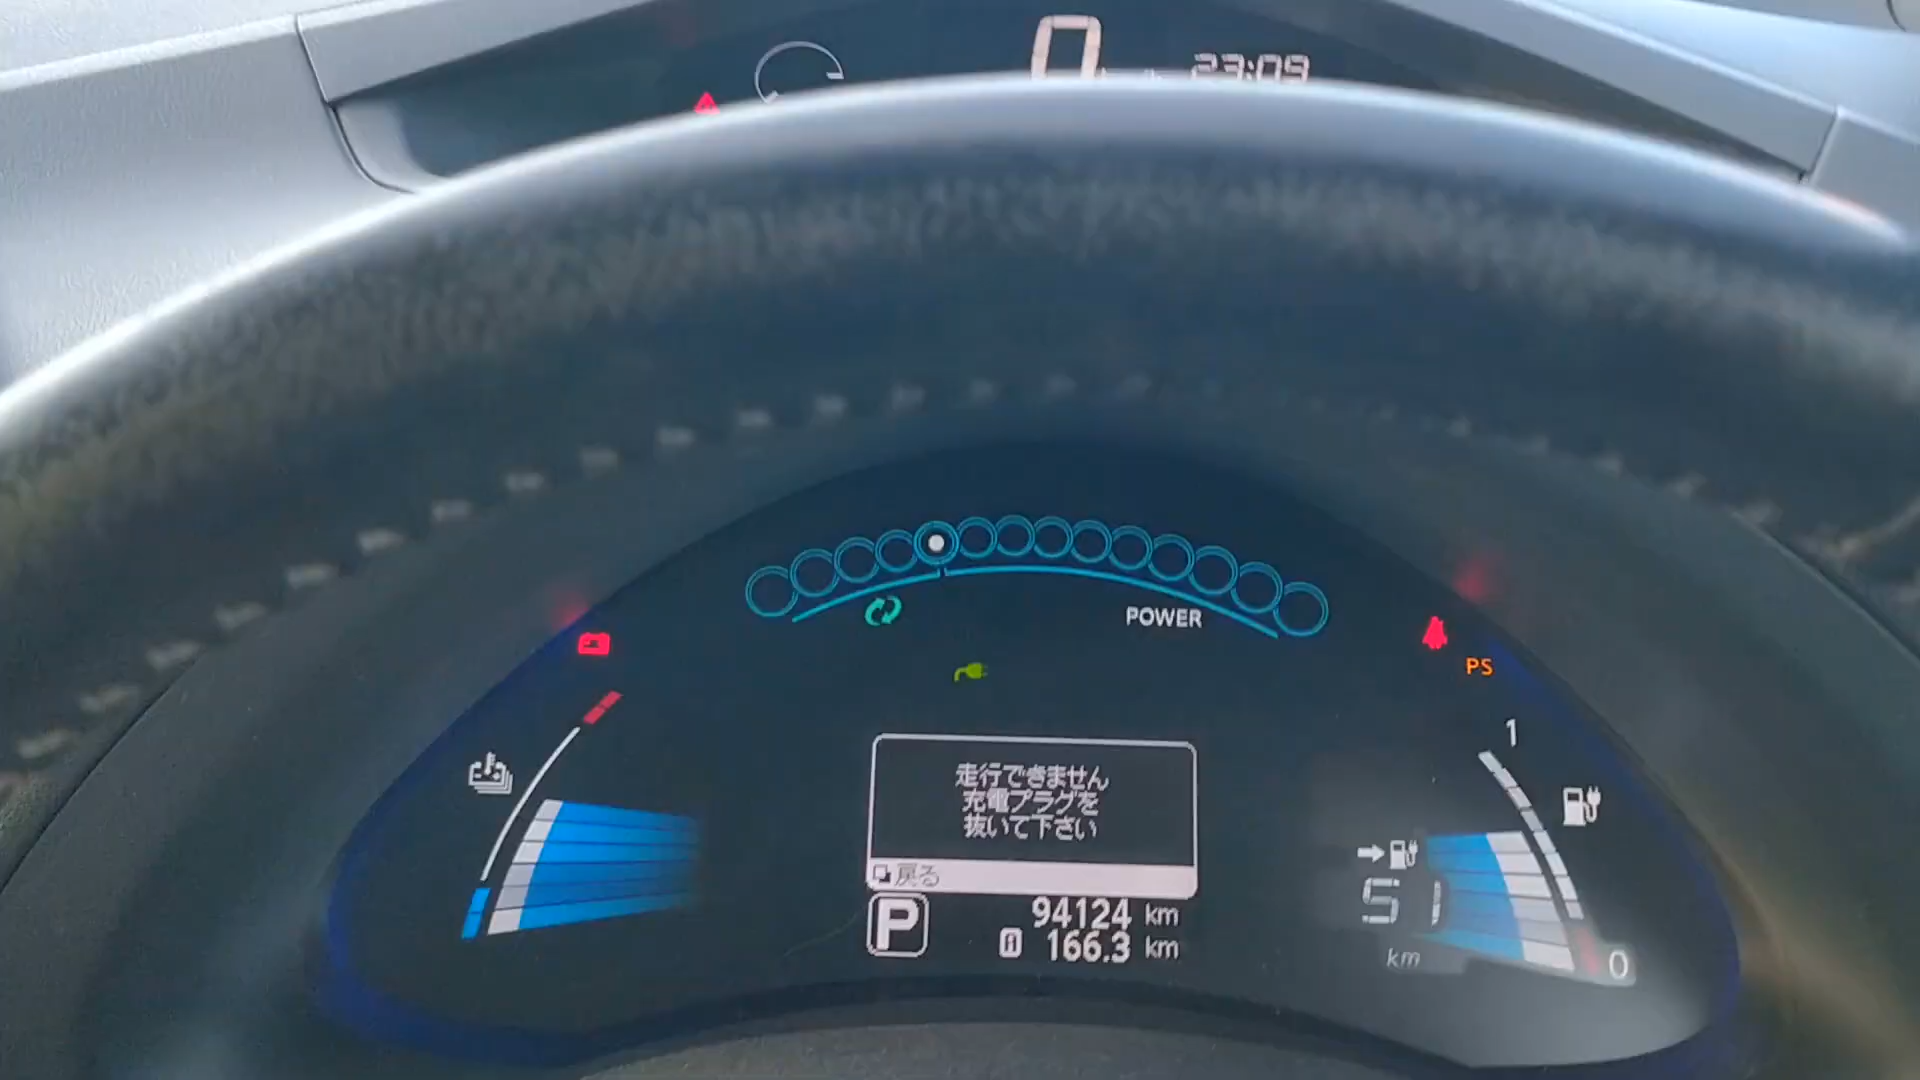 0
23:09
POWER
PS
1
走行できません
充電プラグを
抜いて下さい
戻る
P
94124 km
A 166.3 km
km
0